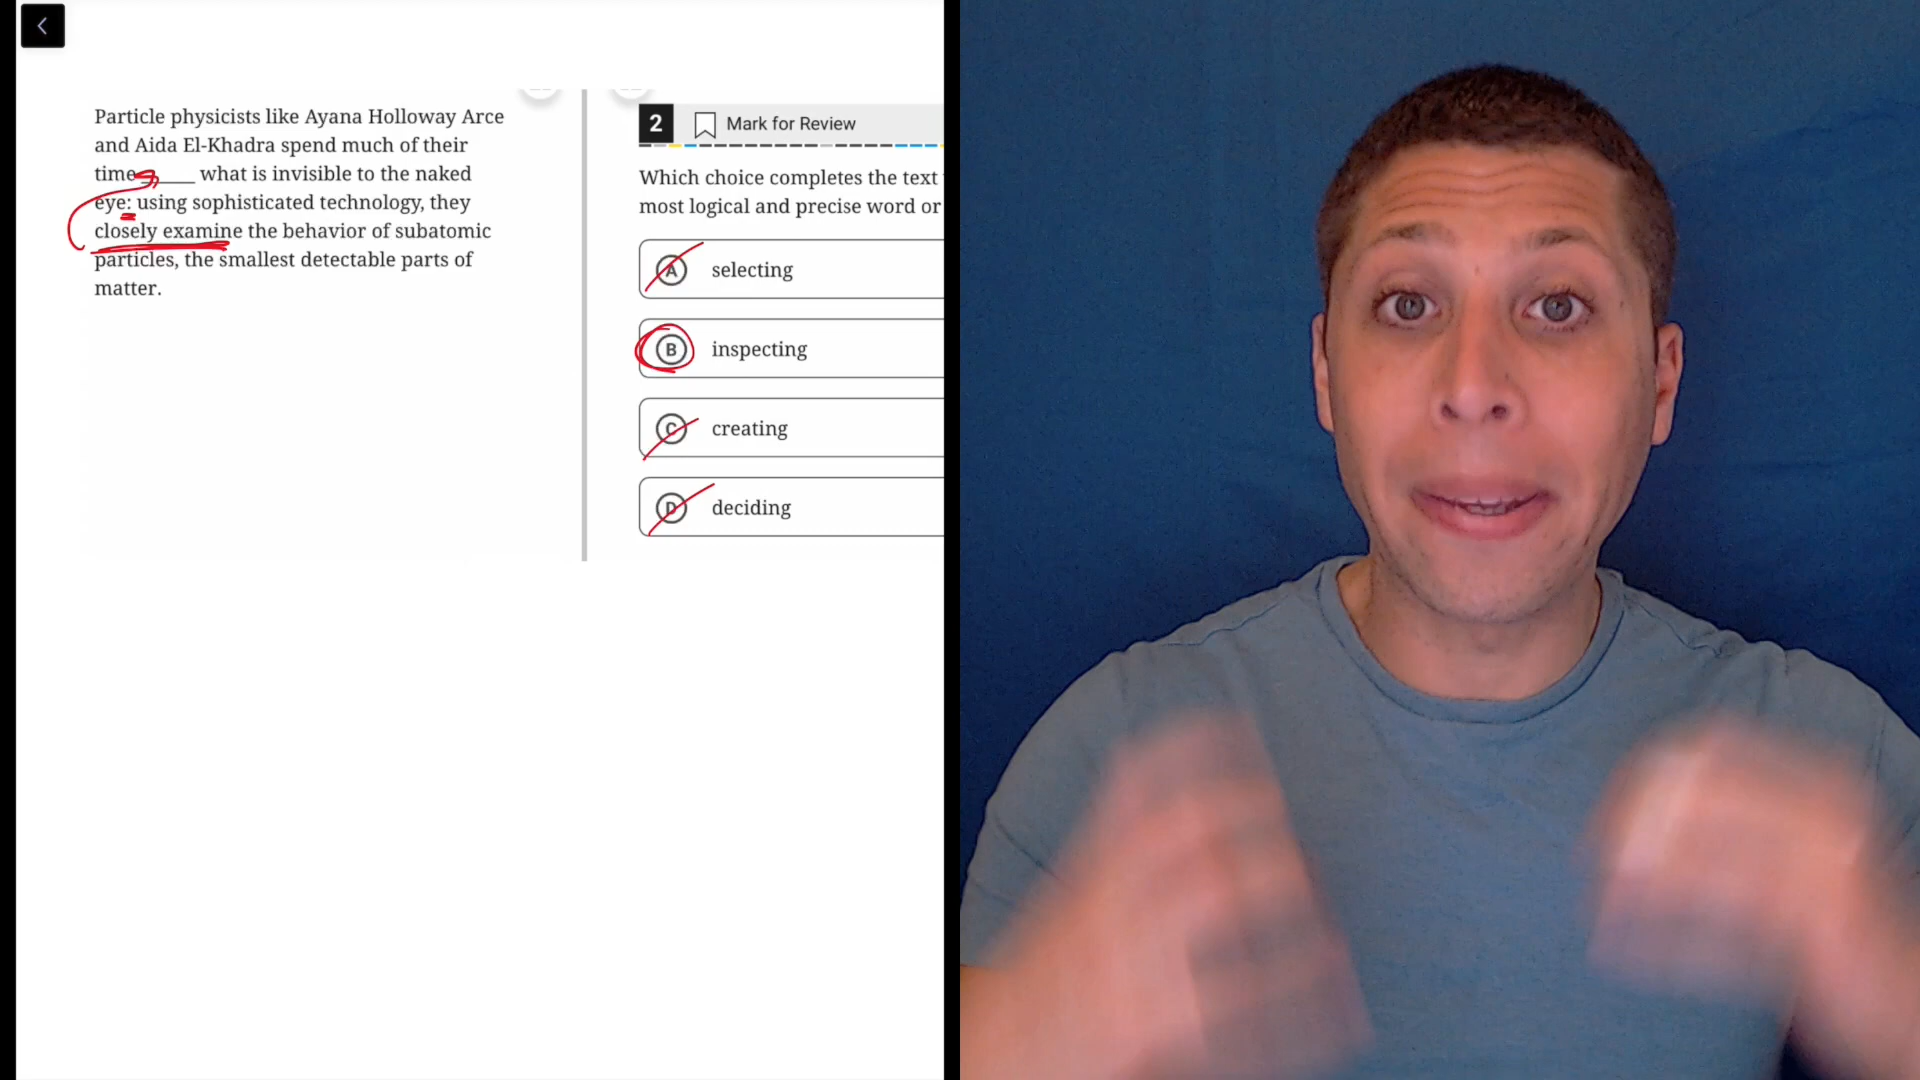 Particle physicists like Ayana Holloway Arce
and Aida El-Khadra spend much of their
time ____ what is invisible to the naked
eye: using sophisticated technology, they
closely examine the behavior of subatomic
particles, the smallest detectable parts of
matter.
2 Mark for Review
Which choice completes the text
most logical and precise word or
A selecting
B inspecting
C creating
D deciding